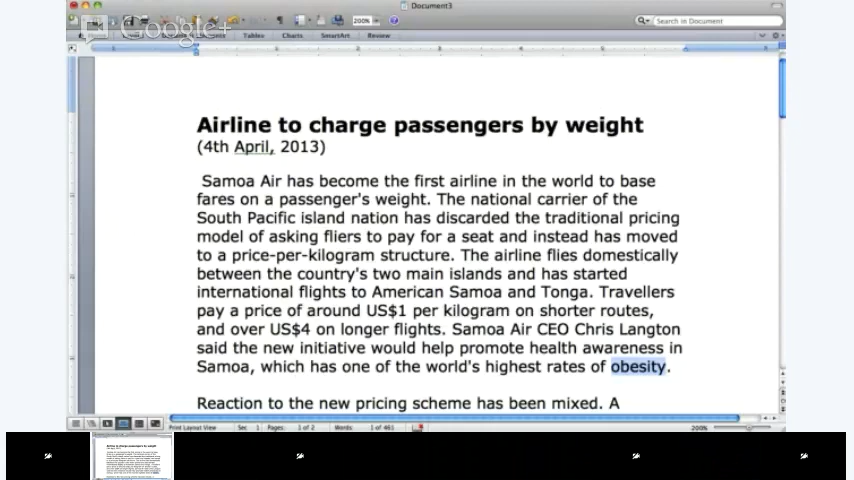 Document3
200%
Search in Document
Google+
Tables
Charts
SmartArt
Review
Airline to charge passengers by weight
(4th April, 2013)
Samoa Air has become the first airline in the world to base
fares on a passenger's weight. The national carrier of the
South Pacific island nation has discarded the traditional pricing
model of asking fliers to pay for a seat and instead has moved
to a price-per-kilogram structure. The airline flies domestically
between the country's two main islands and has started
international flights to American Samoa and Tonga. Travellers
pay a price of around US$1 per kilogram on shorter routes,
and over US$4 on longer flights. Samoa Air CEO Chris Langton
said the new initiative would help promote health awareness in
Samoa, which has one of the world's highest rates of obesity.
Reaction to the new pricing scheme has been mixed. A
Print Layout View
Sec 1
Pages: 1 of 2
Words: 1 of 461
200%